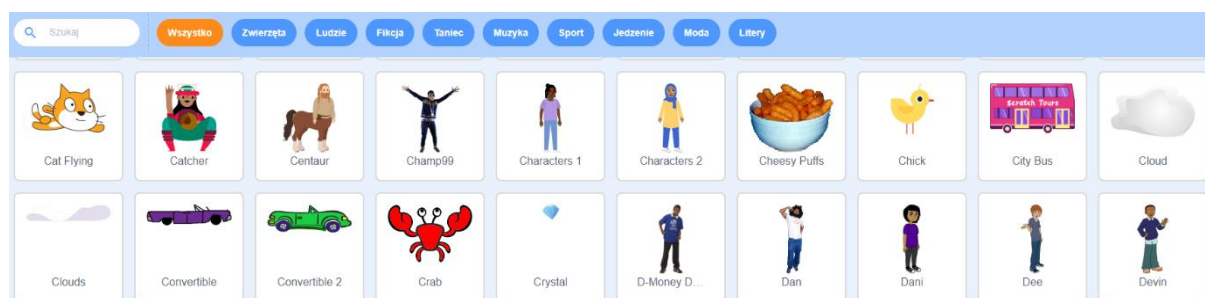 Szukaj Wszystko Zwierzęta Ludzie Fikcja Taniec Muzyka Sport Jedzenie Moda Litery
Scratch Tours
Cat Flying Catcher Centaur Champ99 Characters 1 Characters 2 Cheesy Puffs Chick City Bus Cloud
Clouds Convertible Convertible 2 Crab Crystal D-Money D... Dan Dani Dee Devin